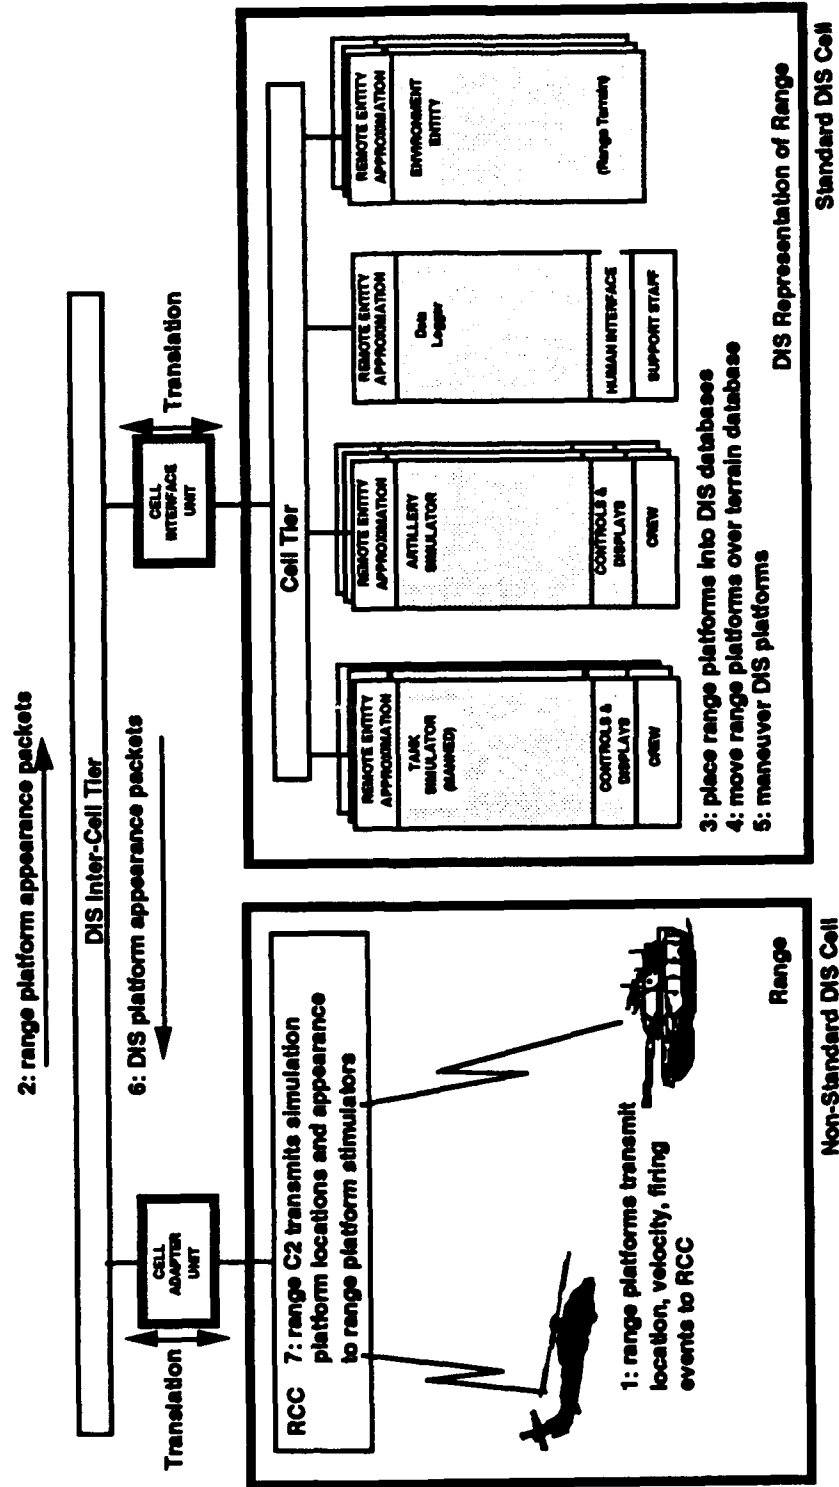 2: range platform appearance packets
DIS Inter-Cell Tier
6: DIS platform appearance packets
Translation
CELL
ADAPTER
UNIT
CELL
INTERFACE
UNIT
Translation
RCC
7: range C2 transmits simulation
platform locations and appearance
to range platform stimulators
1: range platforms transmit
location, velocity, firing
events to RCC
Range
Non-Standard DIS Cell
Cell Tier
REMOTE ENTITY
APPROXIMATION
TANK
SIMULATOR
(MANNED)
CONTROLS &
DISPLAYS
CREW
REMOTE ENTITY
APPROXIMATION
ARTILLERY
SIMULATOR
CONTROLS &
DISPLAYS
CREW
REMOTE ENTITY
APPROXIMATION
Data
Logger
HUMAN INTERFACE
SUPPORT STAFF
REMOTE ENTITY
APPROXIMATION
ENVIRONMENT
ENTITY
(Range Terrain)
3: place range platforms into DIS databases
4: move range platforms over terrain database
5: maneuver DIS platforms
DIS Representation of Range
Standard DIS Cell